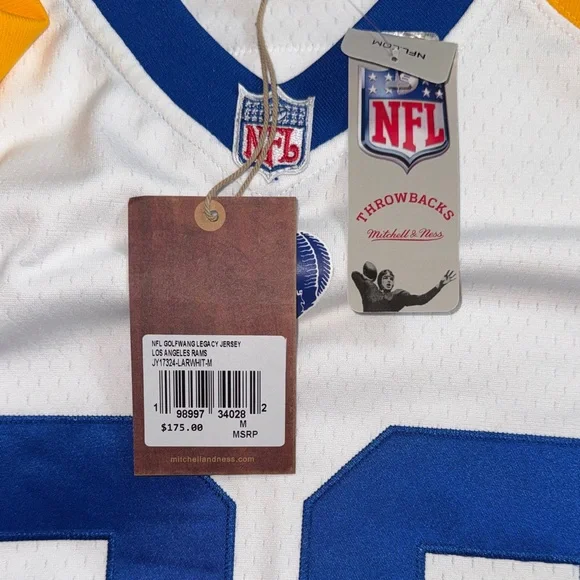 NFL.COM
NFL
NFL
THROWBACKS
Mitchell & Ness
NFL GOLFWANG LEGACY JERSEY
LOS ANGELES RAMS
JY17324-LARWHIT-M
1 98997 34028 2
$175.00
M
MSRP
mitchellandness.com